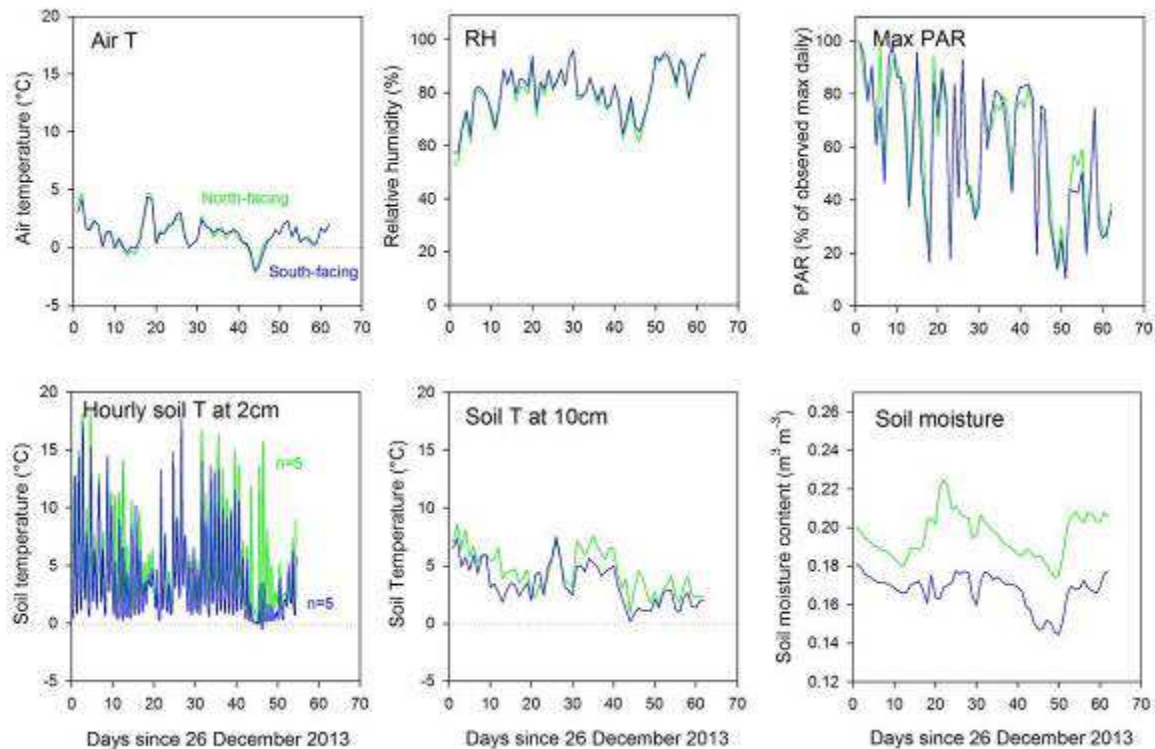 Air T
Air temperature (°C)
20
15
10
5
0
-5
North-facing
South-facing
0 10 20 30 40 50 60 70
RH
Relative humidity (%)
100
80
60
40
20
0
0 10 20 30 40 50 60 70
Max PAR
PAR (% of observed max daily)
100
80
60
40
20
0
0 10 20 30 40 50 60 70
Hourly soil T at 2cm
Soil temperature (°C)
20
15
10
5
0
-5
n=5
n=5
0 10 20 30 40 50 60 70
Days since 26 December 2013
Soil T at 10cm
Soil Temperature (°C)
20
15
10
5
0
-5
0 10 20 30 40 50 60 70
Days since 26 December 2013
Soil moisture
Soil moisture content (m³ m⁻³)
0.26
0.24
0.22
0.20
0.18
0.16
0.14
0.12
0 10 20 30 40 50 60 70
Days since 26 December 2013